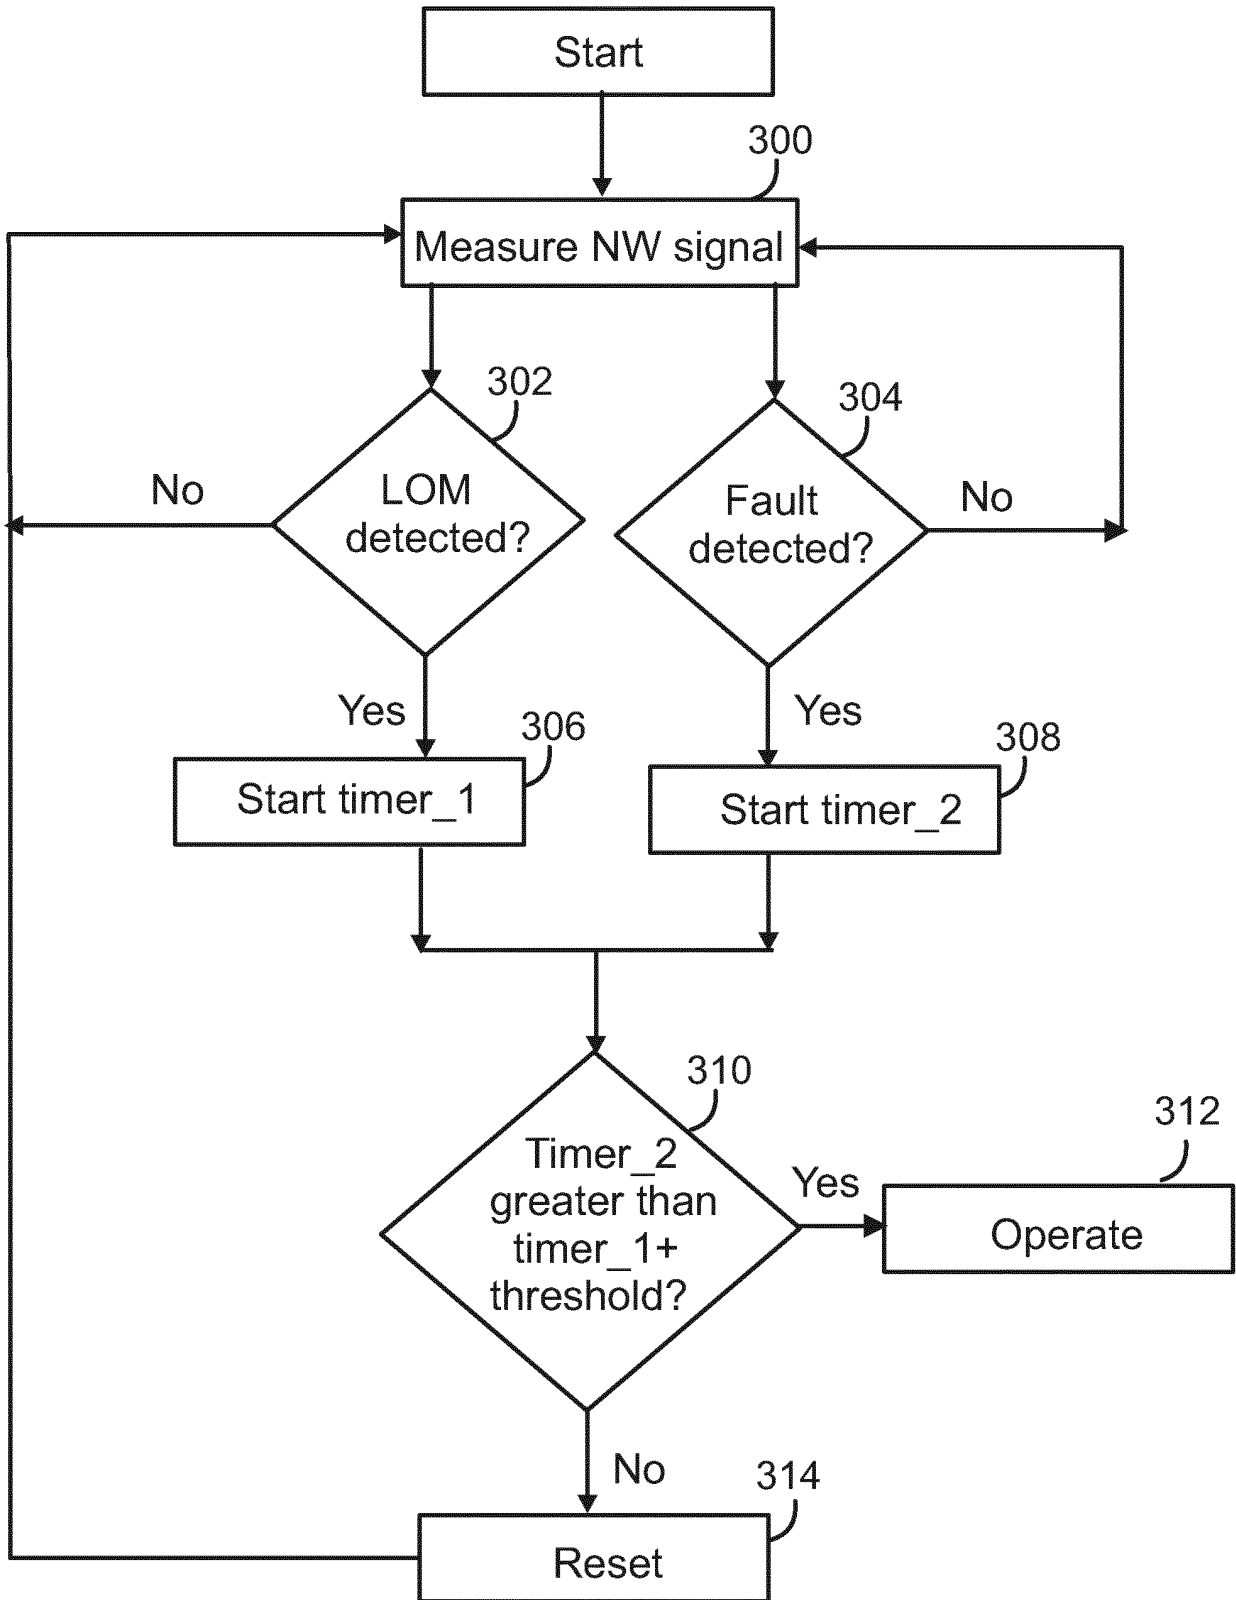 Start
300
Measure NW signal
302
304
No
LOM
detected?
Fault
detected?
No
Yes
306
Yes
308
Start timer_1
Start timer_2
310
Timer_2
greater than
timer_1+
threshold?
Yes
312
Operate
No
314
Reset